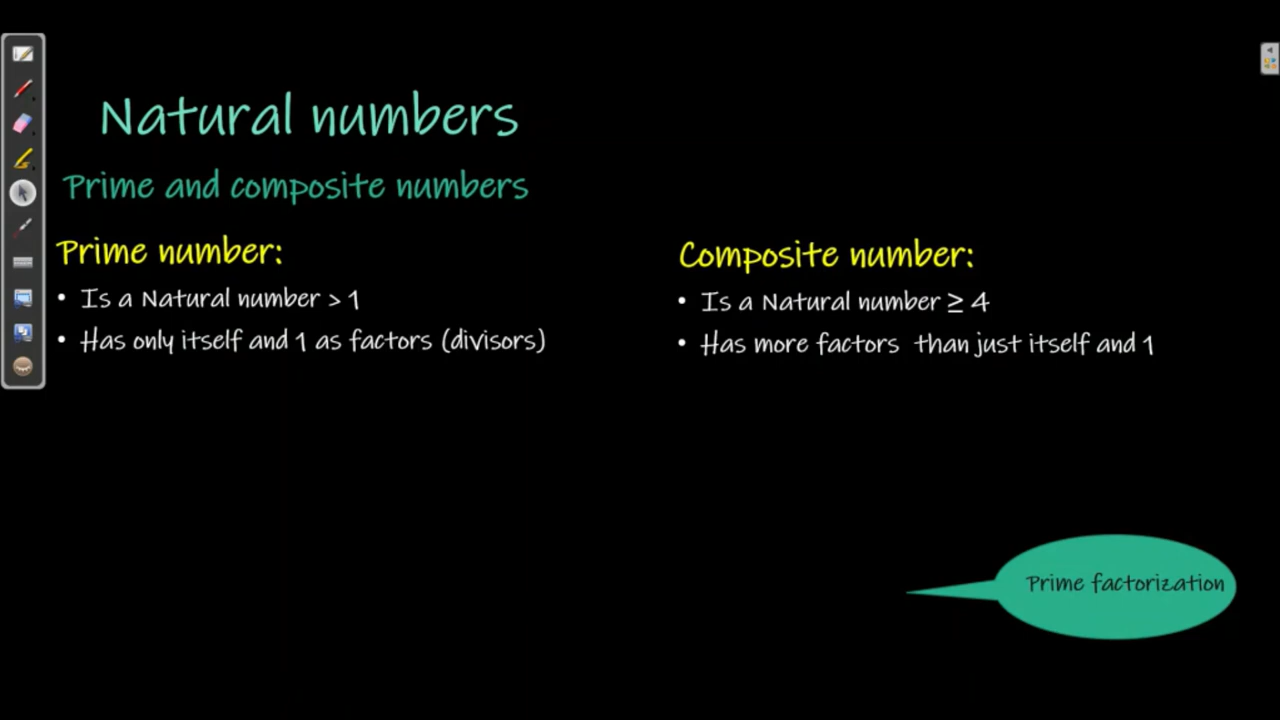 Natural numbers
Prime and composite numbers
Prime number:
• Is a Natural number > 1
• Has only itself and 1 as factors (divisors)
Composite number:
• Is a Natural number ≥ 4
• Has more factors than just itself and 1
Prime factorization